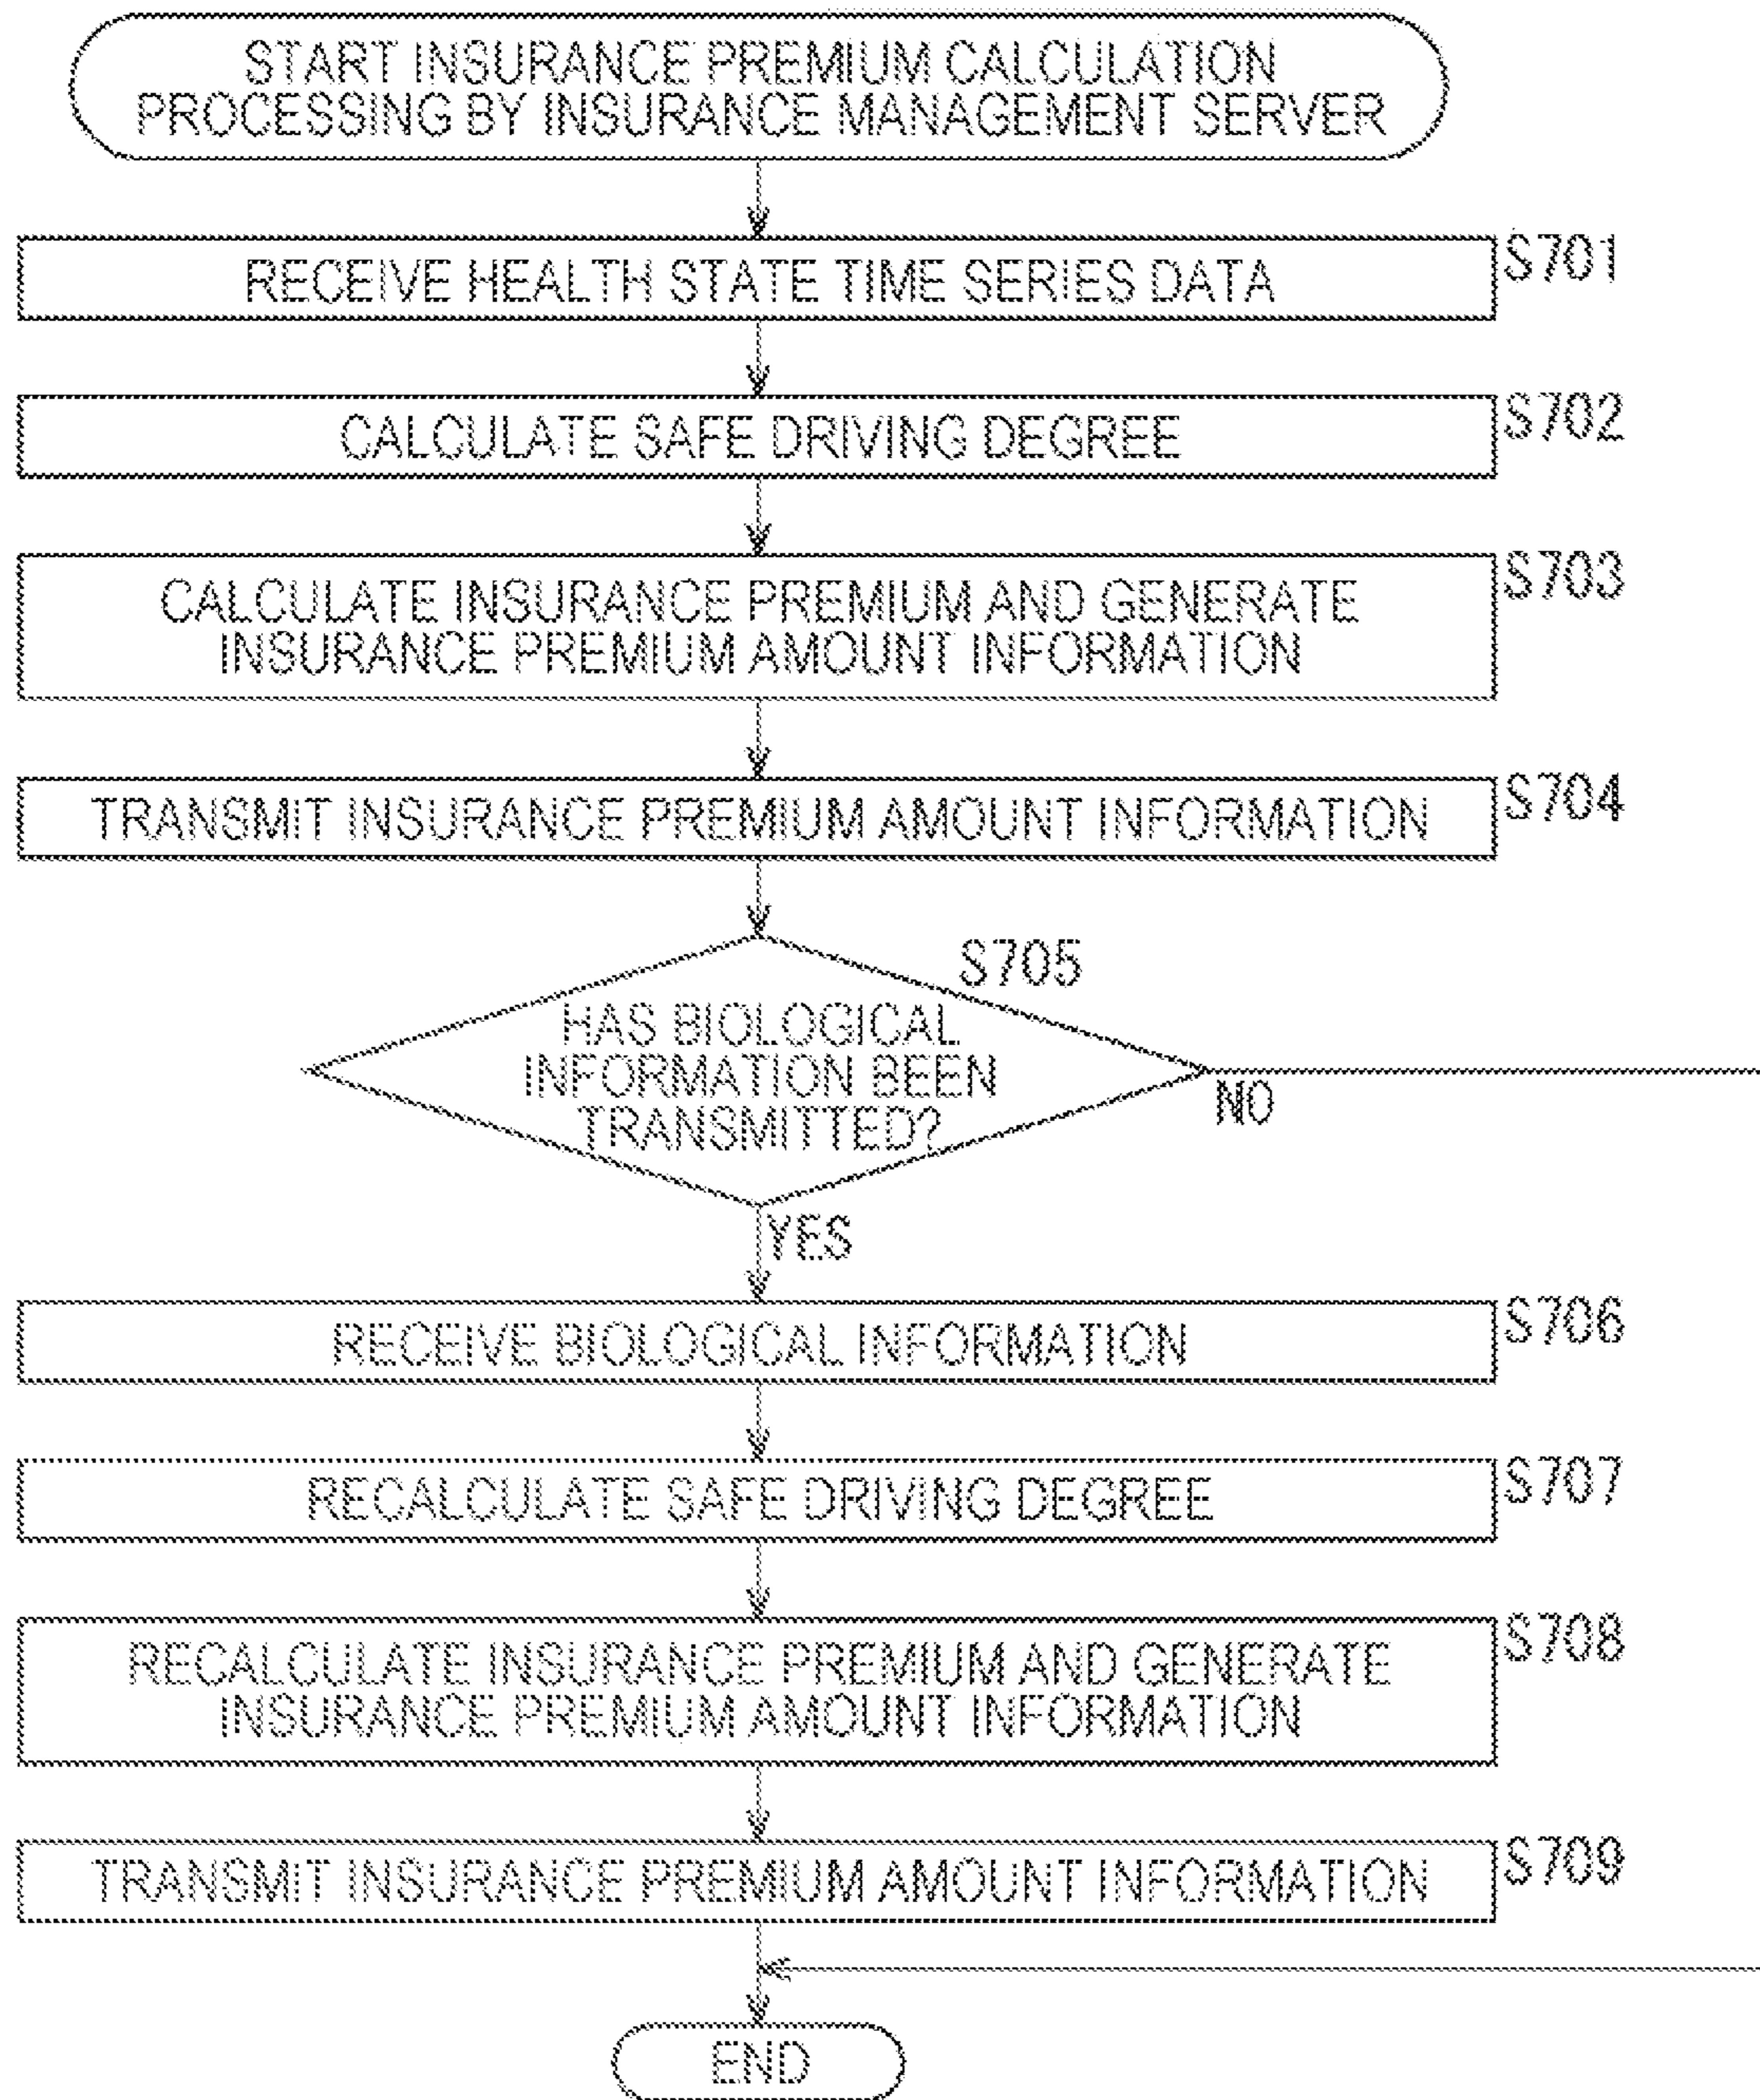 START INSURANCE PREMIUM CALCULATION
PROCESSING BY INSURANCE MANAGEMENT SERVER
RECEIVE HEALTH STATE TIME SERIES DATA
S701
CALCULATE SAFE DRIVING DEGREE
S702
CALCULATE INSURANCE PREMIUM AND GENERATE
INSURANCE PREMIUM AMOUNT INFORMATION
S703
TRANSMIT INSURANCE PREMIUM AMOUNT INFORMATION
S704
S705
HAS BIOLOGICAL
INFORMATION BEEN
TRANSMITTED?
NO
YES
RECEIVE BIOLOGICAL INFORMATION
S706
RECALCULATE SAFE DRIVING DEGREE
S707
RECALCULATE INSURANCE PREMIUM AND GENERATE
INSURANCE PREMIUM AMOUNT INFORMATION
S708
TRANSMIT INSURANCE PREMIUM AMOUNT INFORMATION
S709
END